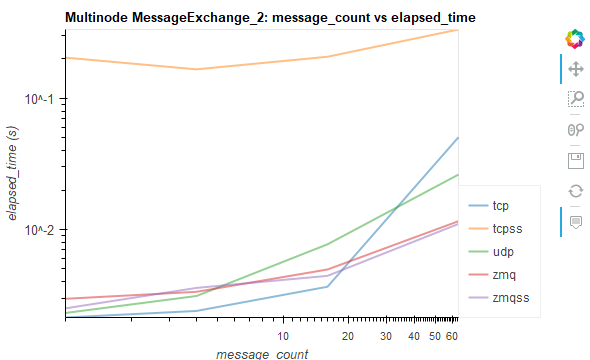 Multinode MessageExchange_2: message_count vs elapsed_time
elapsed_time (s)
10^-1
10^-2
tcp
tcpss
udp
zmq
zmqss
10 20 30 40 50 60
message_count